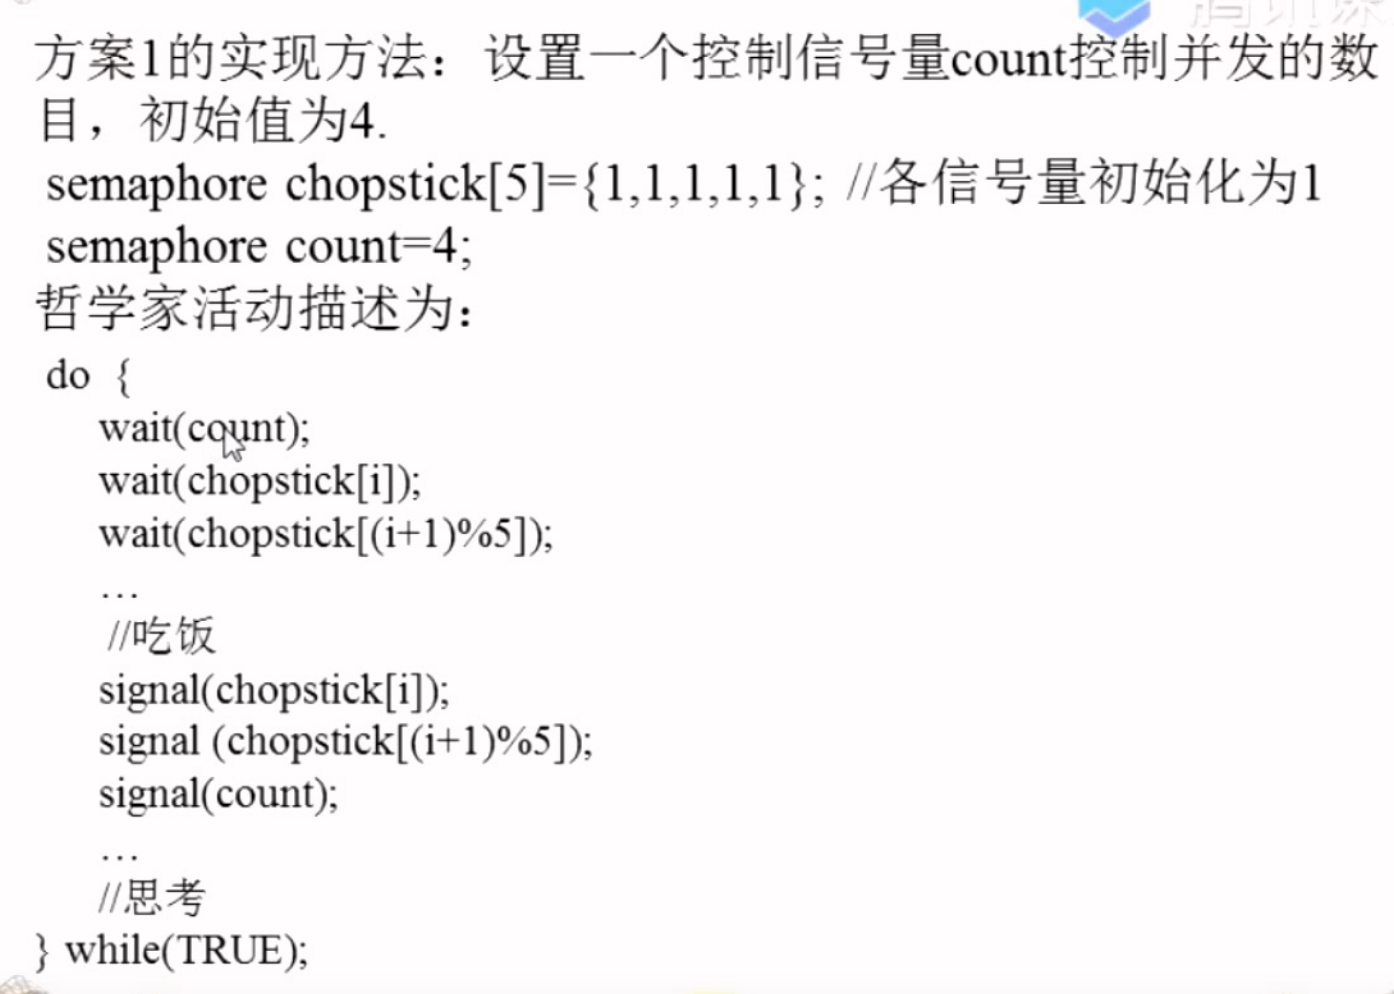 方案1的实现方法：设置一个控制信号量count控制并发的数
目，初始值为4.
semaphore chopstick[5]={1,1,1,1,1}; //各信号量初始化为1
semaphore count=4;
哲学家活动描述为：
do {
wait(count);
wait(chopstick[i]);
wait(chopstick[(i+1)%5]);
…
//吃饭
signal(chopstick[i]);
signal (chopstick[(i+1)%5]);
signal(count);
…
//思考
} while(TRUE);